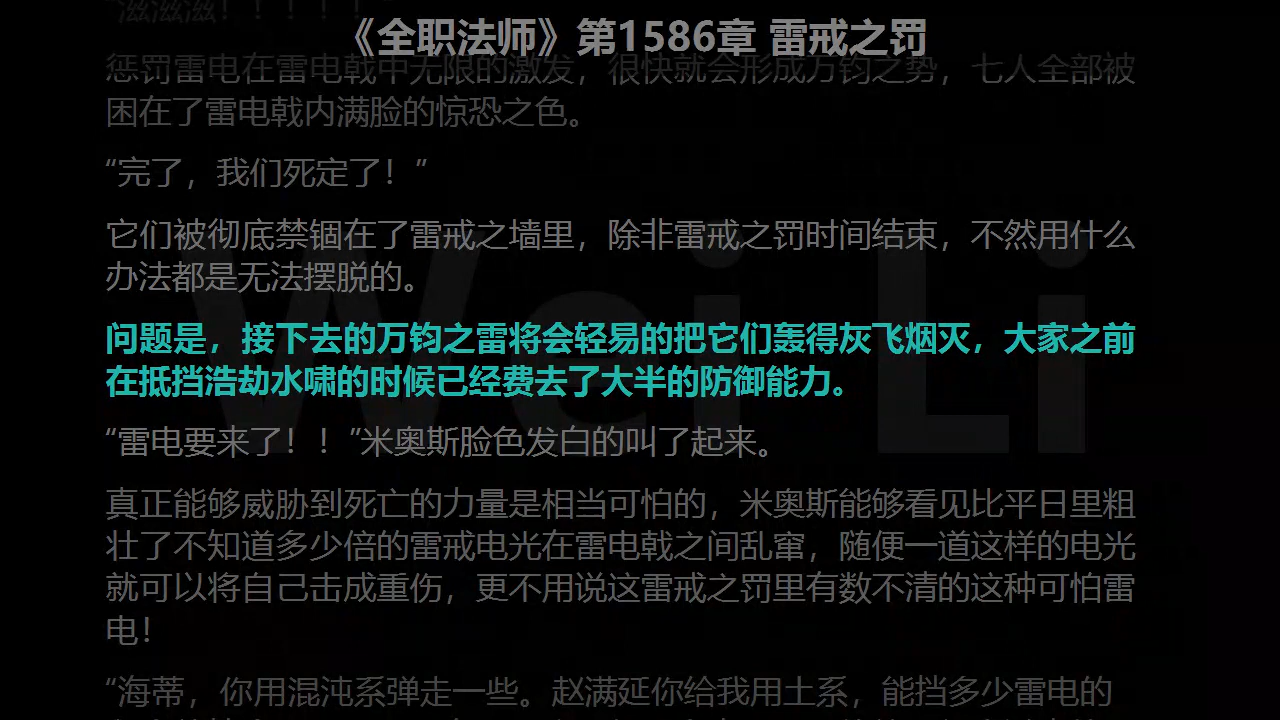 “滋滋滋！！！！！”
《全职法师》第1586章 雷戒之罚
惩罚雷电在雷电戟中无限的激发，很快就会形成万钧之势，七人全部被
困在了雷电戟内满脸的惊恐之色。
“完了，我们死定了！”
它们被彻底禁锢在了雷戒之墙里，除非雷戒之罚时间结束，不然用什么
办法都是无法摆脱的。
问题是，接下去的万钧之雷将会轻易的把它们轰得灰飞烟灭，大家之前
在抵挡浩劫水啸的时候已经费去了大半的防御能力。
“雷电要来了！！”米奥斯脸色发白的叫了起来。
真正能够威胁到死亡的力量是相当可怕的，米奥斯能够看见比平日里粗
壮了不知道多少倍的雷戒电光在雷电戟之间乱窜，随便一道这样的电光
就可以将自己击成重伤，更不用说这雷戒之罚里有数不清的这种可怕雷
电！
“海蒂，你用混沌系弹走一些。赵满延你给我用土系，能挡多少雷电的
Wei Li